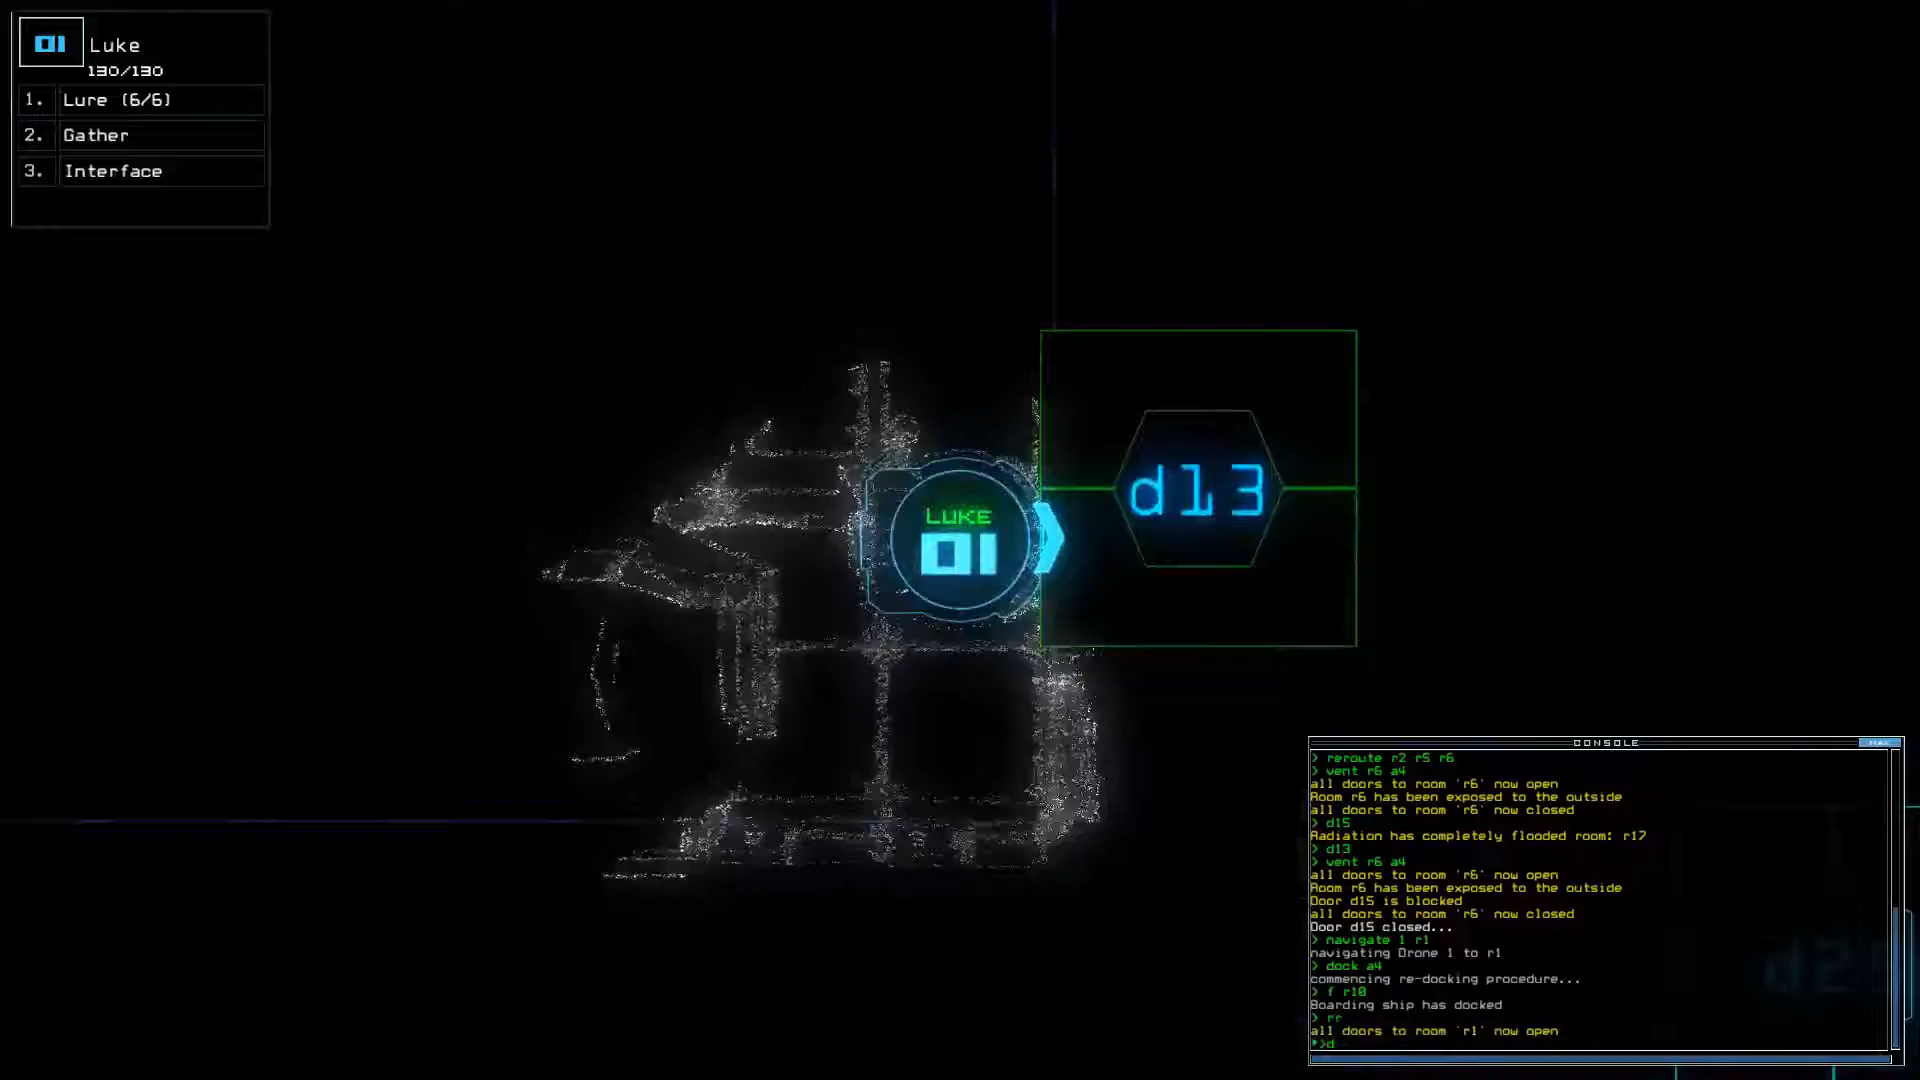 01 Luke
130/130
1. Lure (6/6)
2. Gather
3. Interface
LUKE
01
d13
CONSOLE
> reroute r2 r5 r6
> vent r6 a4
all doors to room 'r6' now open
Room r6 has been exposed to the outside
all doors to room 'r6' now closed
> d15
Radiation has completely flooded room: r17
> d13
> vent r6 a4
all doors to room 'r6' now open
Room r6 has been exposed to the outside
Door d15 is blocked
all doors to room 'r6' now closed
Door d15 closed...
> navigate 1 r1
navigating Drone 1 to r1
> dock a4
commencing re-docking procedure...
> f r10
Boarding ship has docked
> rr
all doors to room 'r1' now open
>d